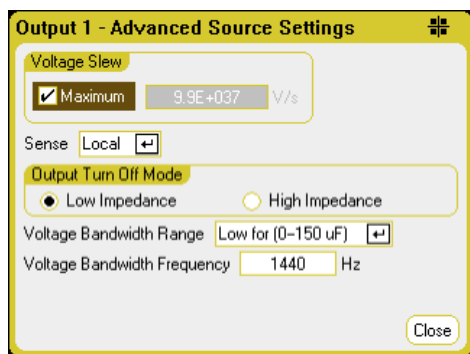 Output 1 - Advanced Source Settings
Voltage Slew
Maximum 9.9E+037 V/s
Sense Local
Output Turn Off Mode
Low Impedance High Impedance
Voltage Bandwidth Range Low for (0-150 uF)
Voltage Bandwidth Frequency 1440 Hz
Close